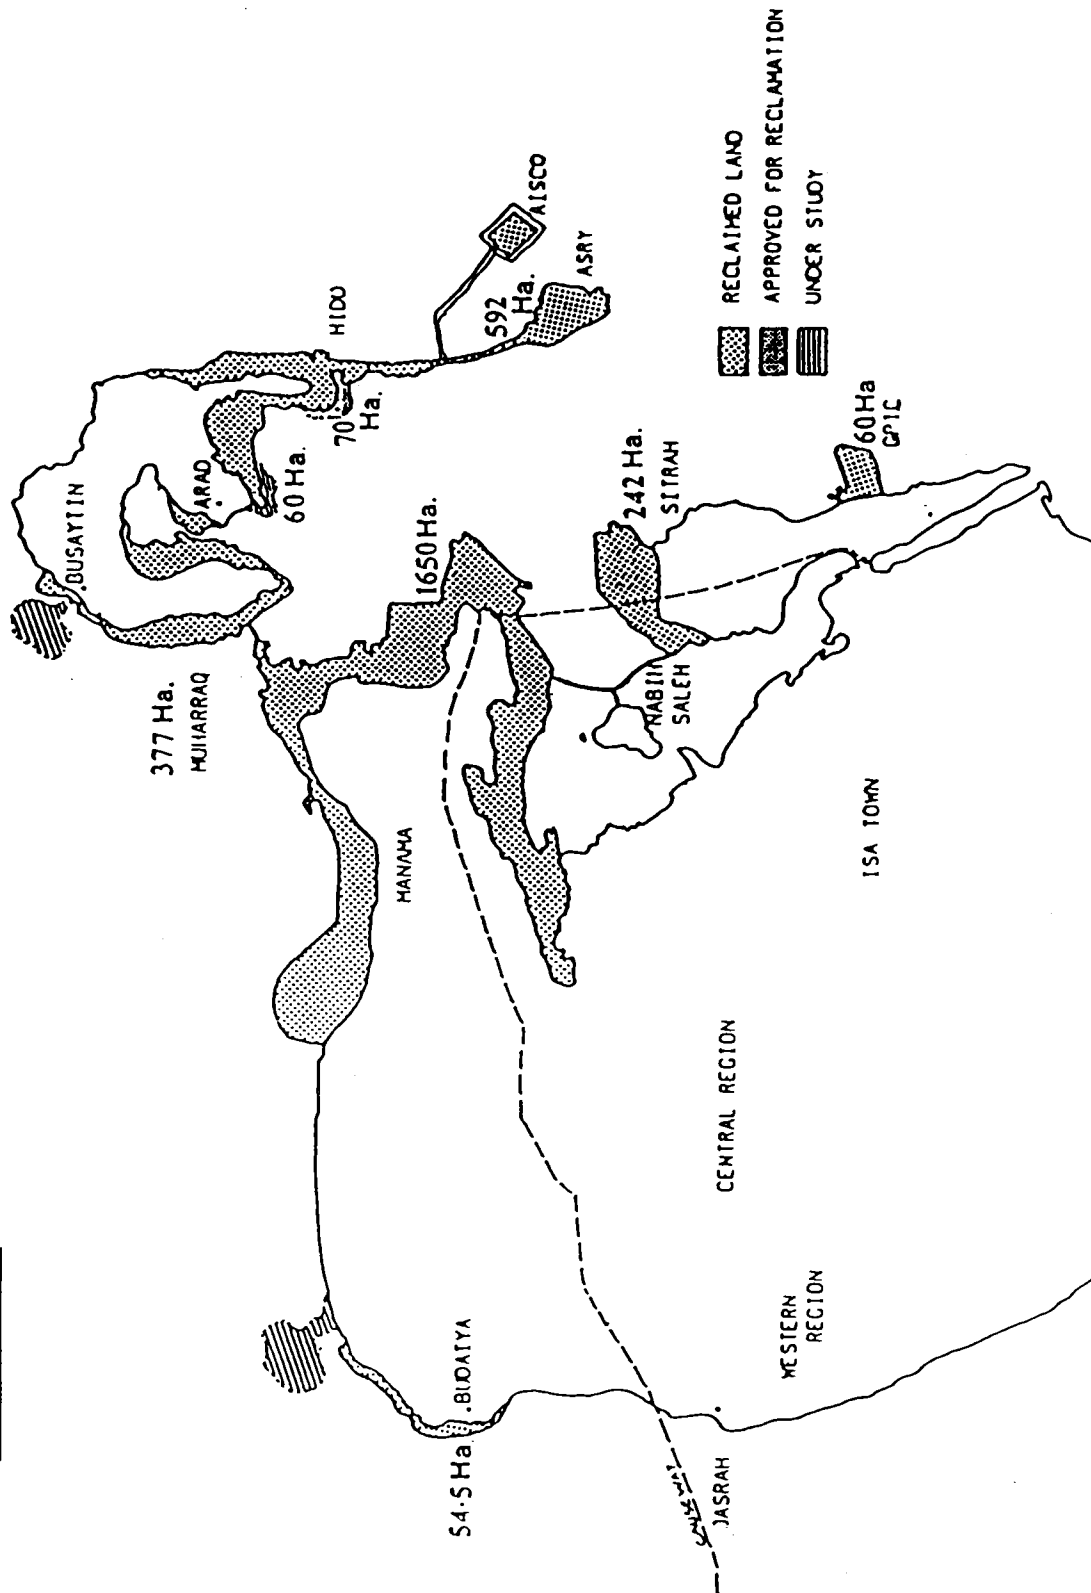 BUSAYTIN
377 Ha.
MUHARRAQ
ARAD
60 Ha.
70
Ha.
HIDD
AISCO
592
Ha.
ASRY
1650 Ha.
242 Ha.
SITRAH
60 Ha
GPIC
NABIH
SALEH
MANAMA
ISA TOWN
CENTRAL REGION
WESTERN
REGION
BUDAIYA
54·5 Ha.
CAUSEWAY
JASRAH
RECLAIMED LAND
APPROVED FOR RECLAMATION
UNDER STUDY